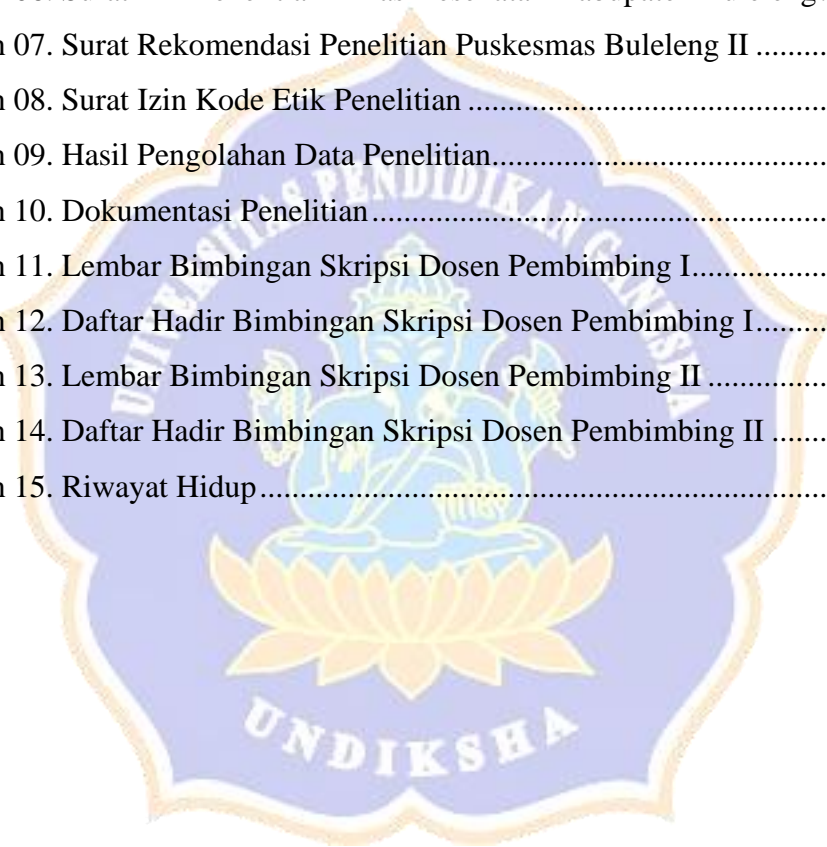 n 07. Surat Rekomendasi Penelitian Puskesmas Buleleng II ............
n 08. Surat Izin Kode Etik Penelitian ..........................................
n 09. Hasil Pengolahan Data Penelitian.......................................
n 10. Dokumentasi Penelitian .....................................................
n 11. Lembar Bimbingan Skripsi Dosen Pembimbing I...............
n 12. Daftar Hadir Bimbingan Skripsi Dosen Pembimbing I........
n 13. Lembar Bimbingan Skripsi Dosen Pembimbing II .............
n 14. Daftar Hadir Bimbingan Skripsi Dosen Pembimbing II ......
n 15. Riwayat Hidup ....................................................................
UNIVERSITAS PENDIDIKAN GANESHA
UNDIKSHA